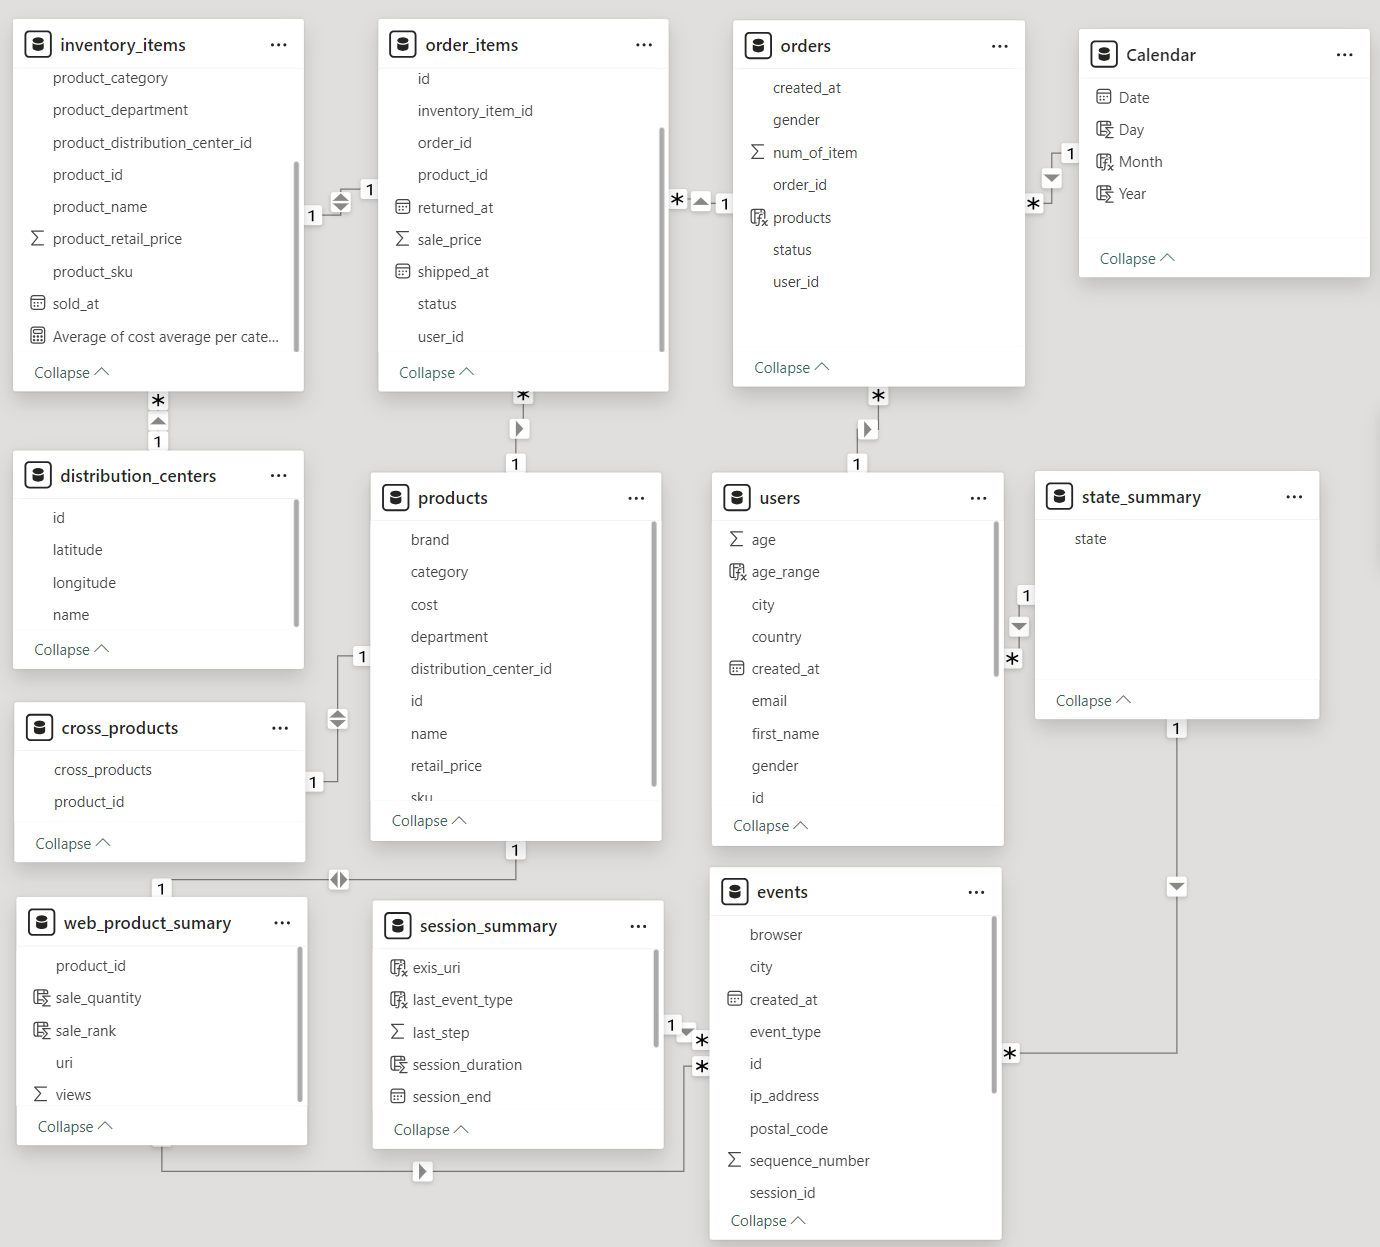 inventory_items
product_category
product_department
product_distribution_center_id
product_id
product_name
product_retail_price
product_sku
sold_at
Average of cost average per cate...
Collapse
order_items
id
inventory_item_id
order_id
product_id
returned_at
sale_price
shipped_at
status
user_id
Collapse
orders
created_at
gender
num_of_item
order_id
products
status
user_id
Collapse
Calendar
Date
Day
Month
Year
Collapse
1
1
*
1
1
*
*
1
*
1
*
1
distribution_centers
id
latitude
longitude
name
Collapse
products
brand
category
cost
department
distribution_center_id
id
name
retail_price
sku
Collapse
users
age
age_range
city
country
created_at
email
first_name
gender
id
Collapse
state_summary
state
Collapse
1
*
1
1
1
1
1
cross_products
cross_products
product_id
Collapse
web_product_sumary
product_id
sale_quantity
sale_rank
uri
views
Collapse
session_summary
exis_uri
last_event_type
last_step
session_duration
session_end
Collapse
1
*
*
*
events
browser
city
created_at
event_type
id
ip_address
postal_code
sequence_number
session_id
Collapse